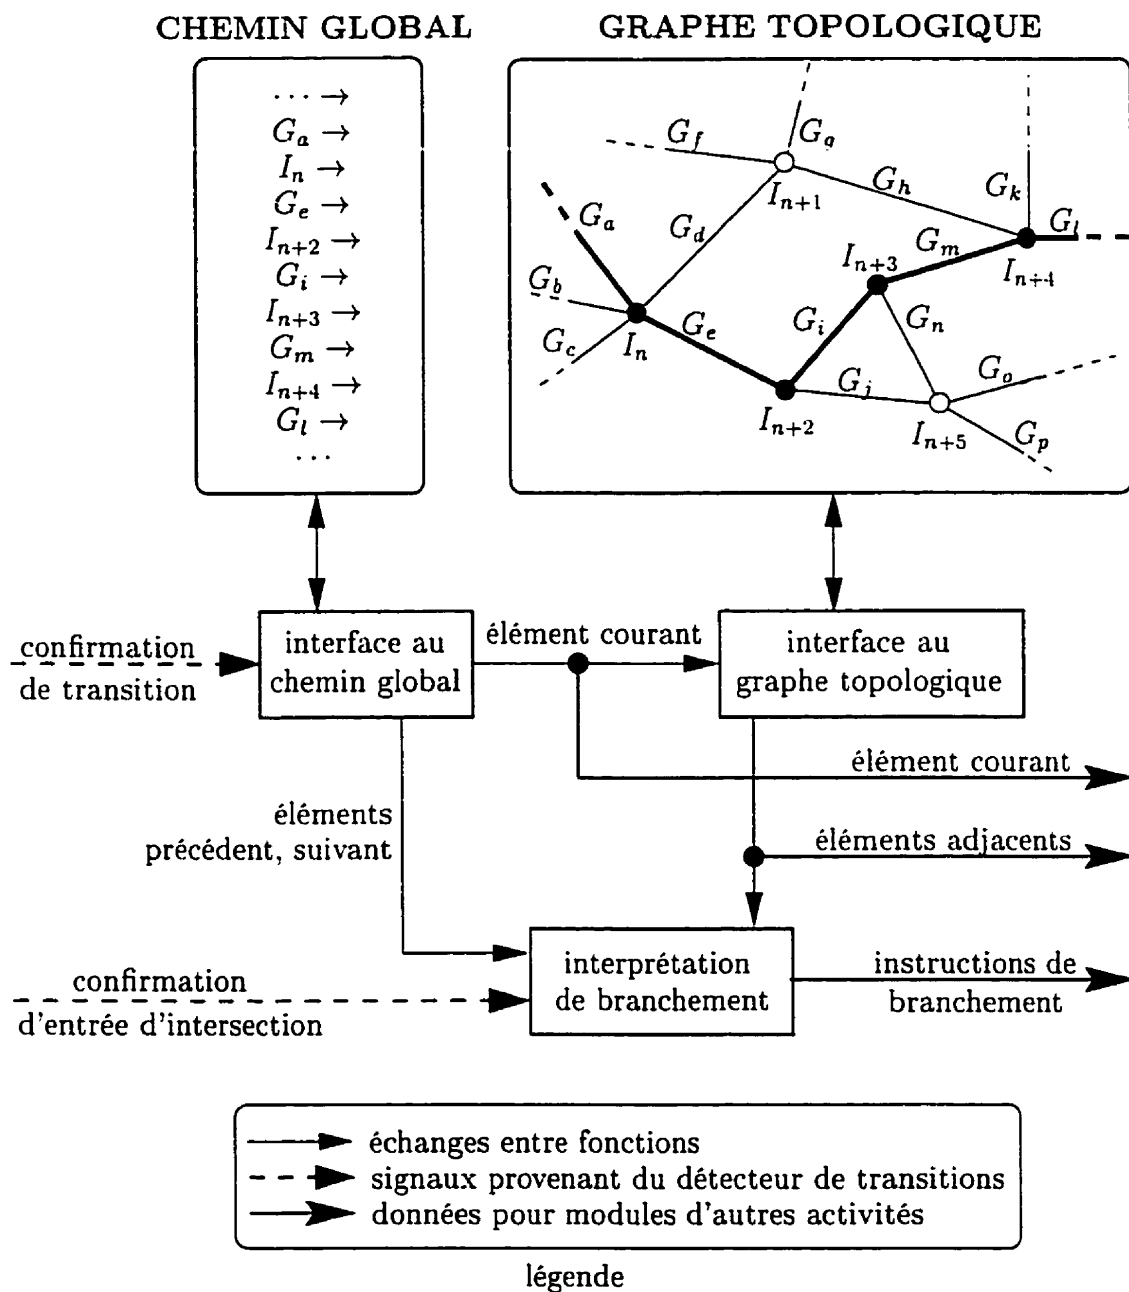 CHEMIN GLOBAL
GRAPHE TOPOLOGIQUE
· · · →
G_a →
I_n →
G_e →
I_{n+2} →
G_i →
I_{n+3} →
G_m →
I_{n+4} →
G_l →
· · ·
G_f
G_q
G_a
G_d
I_{n+1}
G_h
G_k
G_l
G_m
I_{n+3}
I_{n+4}
G_b
G_c
I_n
G_e
G_i
G_n
G_j
G_o
I_{n+2}
I_{n+5}
G_p
confirmation
de transition
interface au
chemin global
élément courant
interface au
graphe topologique
élément courant
éléments
précédent, suivant
éléments adjacents
confirmation
d'entrée d'intersection
interprétation
de branchement
instructions de
branchement
échanges entre fonctions
signaux provenant du détecteur de transitions
données pour modules d'autres activités
légende